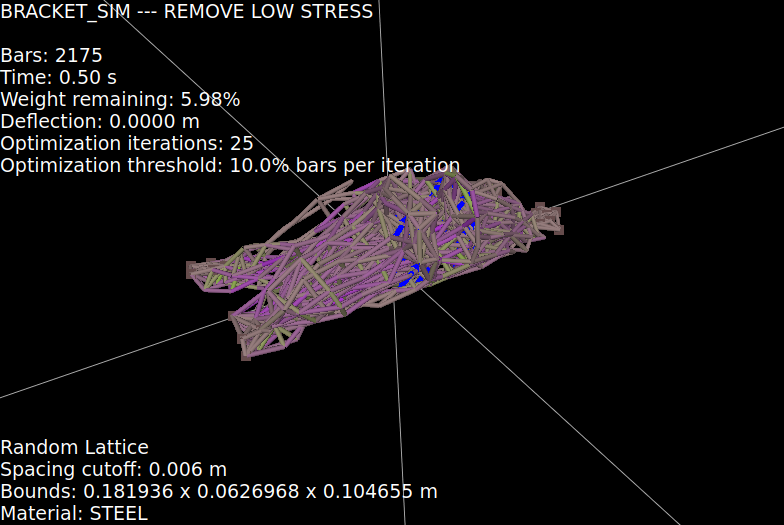 BRACKET_SIM --- REMOVE LOW STRESS
Bars: 2175
Time: 0.50 s
Weight remaining: 5.98%
Deflection: 0.0000 m
Optimization iterations: 25
Optimization threshold: 10.0% bars per iteration
Random Lattice
Spacing cutoff: 0.006 m
Bounds: 0.181936 x 0.0626968 x 0.104655 m
Material: STEEL